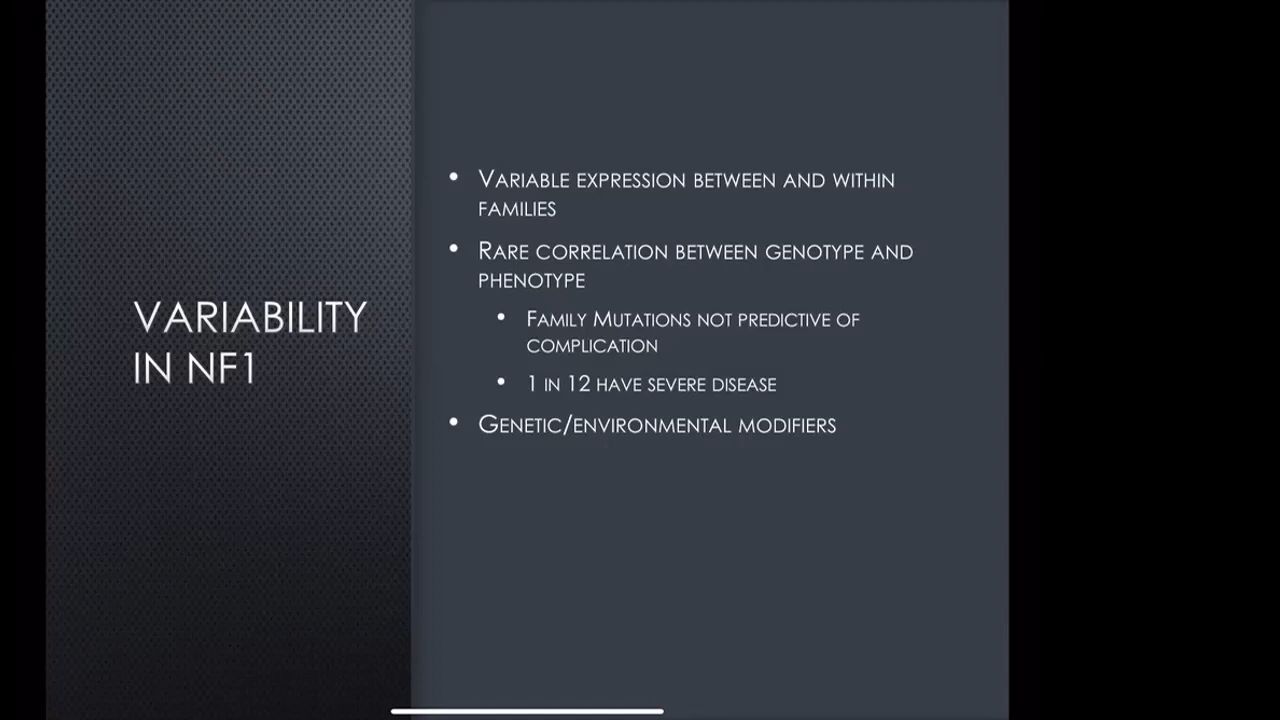 VARIABILITY
IN NF1
• VARIABLE EXPRESSION BETWEEN AND WITHIN
FAMILIES
• RARE CORRELATION BETWEEN GENOTYPE AND
PHENOTYPE
• FAMILY MUTATIONS NOT PREDICTIVE OF
COMPLICATION
• 1 IN 12 HAVE SEVERE DISEASE
• GENETIC/ENVIRONMENTAL MODIFIERS